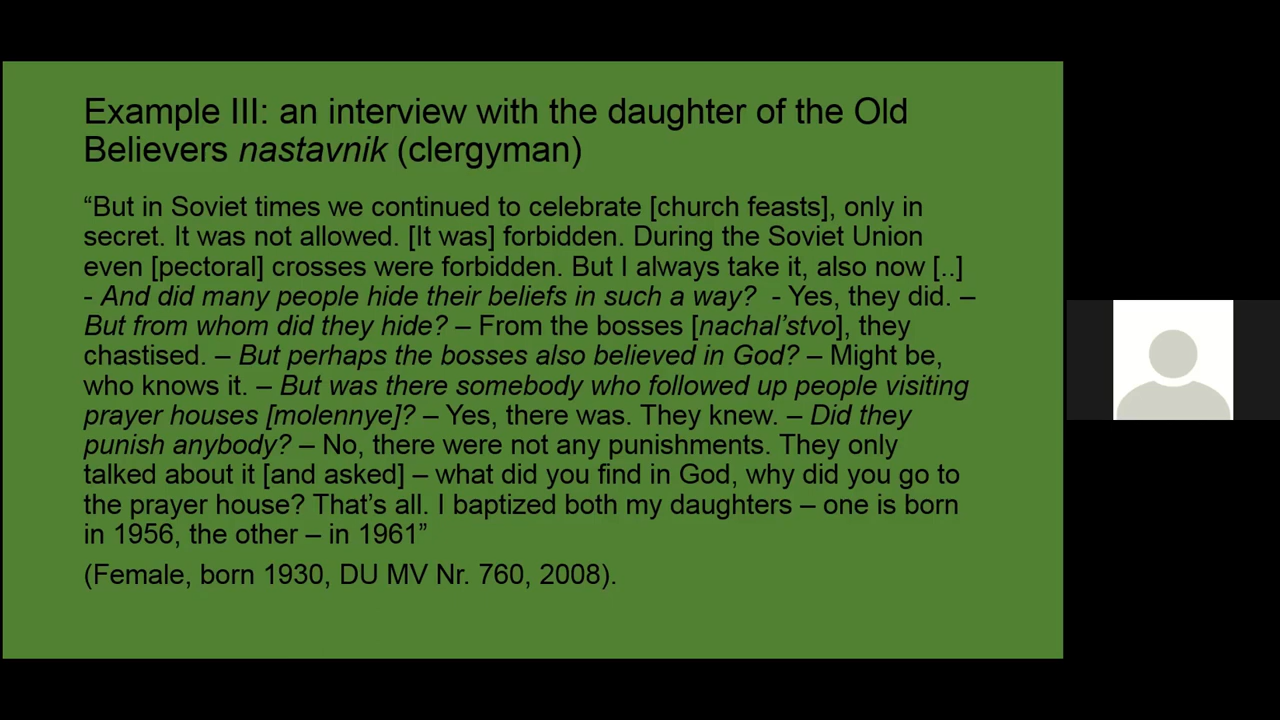 Example III: an interview with the daughter of the Old
Believers nastavnik (clergyman)
“But in Soviet times we continued to celebrate [church feasts], only in
secret. It was not allowed. [It was] forbidden. During the Soviet Union
even [pectoral] crosses were forbidden. But I always take it, also now [..]
- And did many people hide their beliefs in such a way?  - Yes, they did. –
But from whom did they hide? – From the bosses [nachal’stvo], they
chastised. – But perhaps the bosses also believed in God? – Might be,
who knows it. – But was there somebody who followed up people visiting
prayer houses [molennye]? – Yes, there was. They knew. – Did they
punish anybody? – No, there were not any punishments. They only
talked about it [and asked] – what did you find in God, why did you go to
the prayer house? That’s all. I baptized both my daughters – one is born
in 1956, the other – in 1961”
(Female, born 1930, DU MV Nr. 760, 2008).